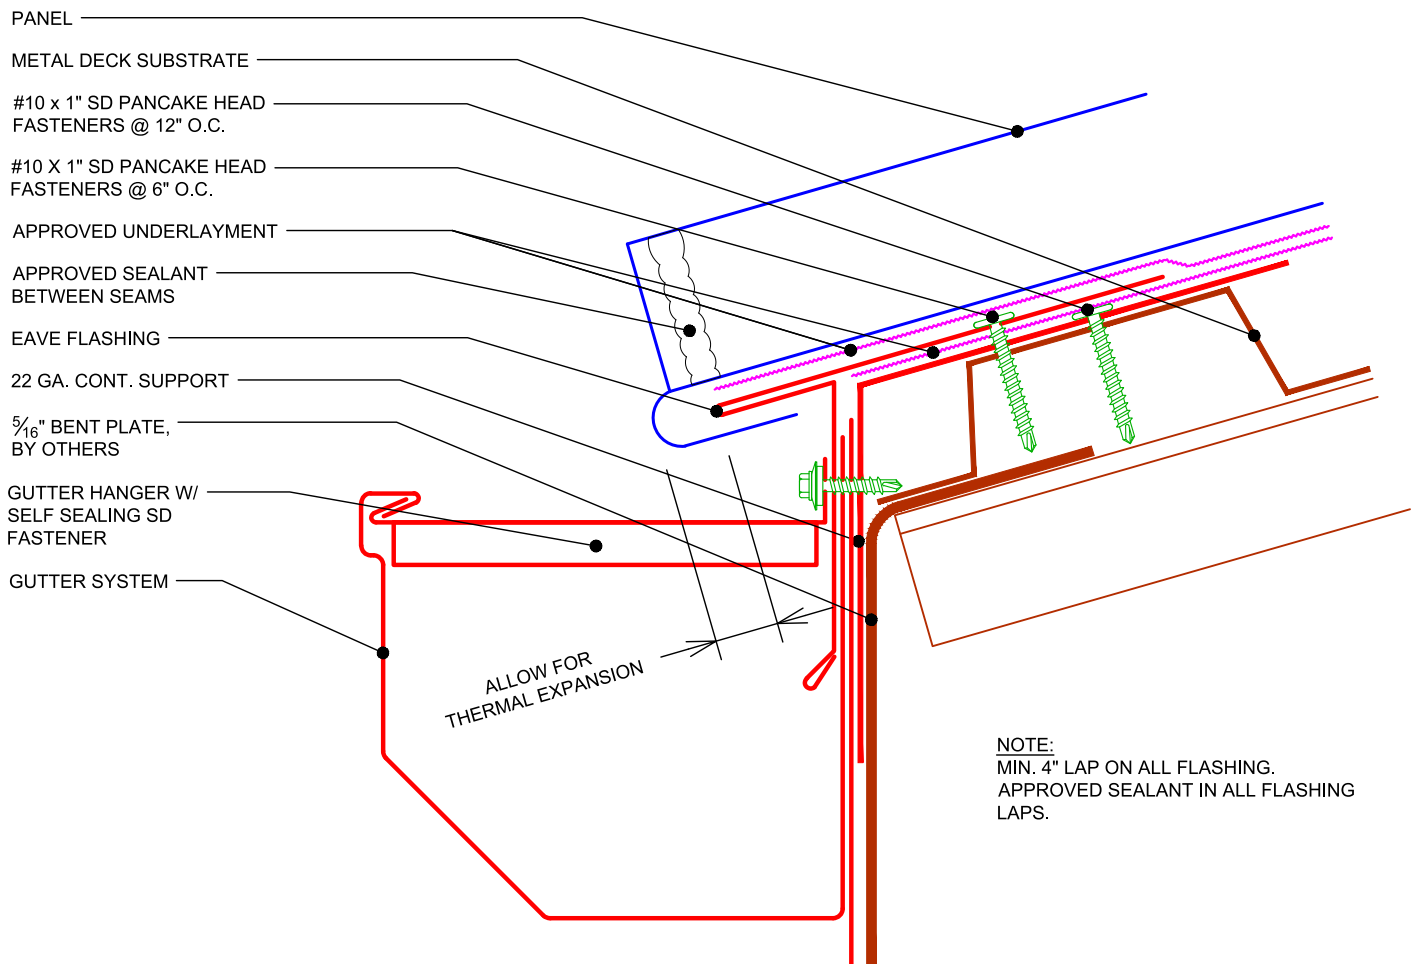 PANEL
METAL DECK SUBSTRATE
#10 x 1" SD PANCAKE HEAD
FASTENERS @ 12" O.C.
#10 X 1" SD PANCAKE HEAD
FASTENERS @ 6" O.C.
APPROVED UNDERLAYMENT
APPROVED SEALANT
BETWEEN SEAMS
EAVE FLASHING
22 GA. CONT. SUPPORT
5/16" BENT PLATE,
BY OTHERS
GUTTER HANGER W/
SELF SEALING SD
FASTENER
GUTTER SYSTEM
ALLOW FOR
THERMAL EXPANSION
NOTE:
MIN. 4" LAP ON ALL FLASHING.
APPROVED SEALANT IN ALL FLASHING
LAPS.